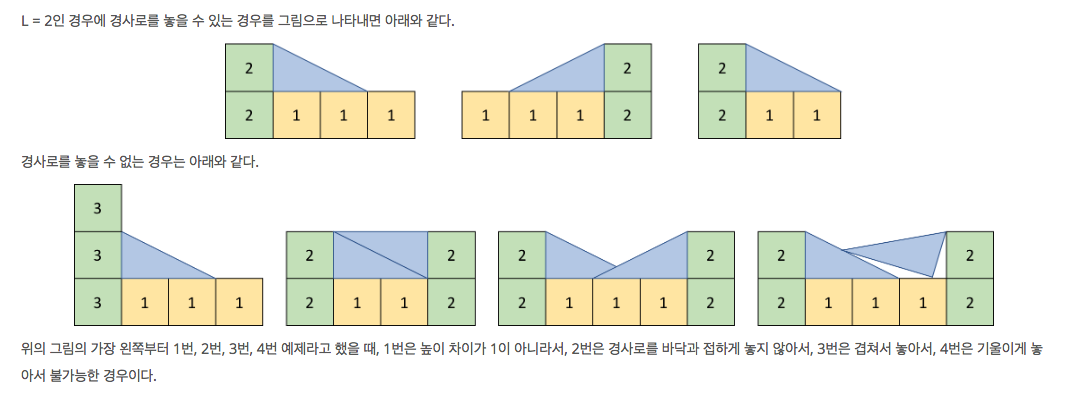 L = 2인 경우에 경사로를 놓을 수 있는 경우를 그림으로 나타내면 아래와 같다.
2 2 2
2 1 1 1 1 1 1 2 2 1 1
경사로를 놓을 수 없는 경우는 아래와 같다.
3
3 2 2 2 2 2 2
3 1 1 1 2 1 1 2 2 1 1 1 2 2 1 1 1 2
위의 그림의 가장 왼쪽부터 1번, 2번, 3번, 4번 예제라고 했을 때, 1번은 높이 차이가 1이 아니라서, 2번은 경사로를 바닥과 접하게 놓지 않아서, 3번은 겹쳐서 놓아서, 4번은 기울이게 놓
아서 불가능한 경우이다.